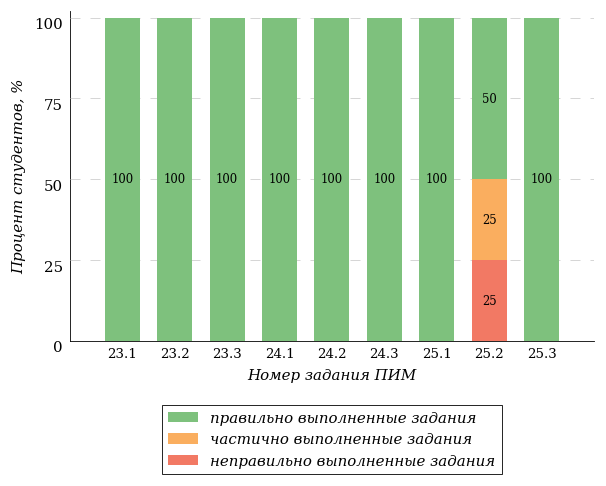 Процент студентов, %
100
75
50
25
0
100 100 100 100 100 100 100 50 25 25 100
23.1 23.2 23.3 24.1 24.2 24.3 25.1 25.2 25.3
Номер задания ПИМ
правильно выполненные задания
частично выполненные задания
неправильно выполненные задания